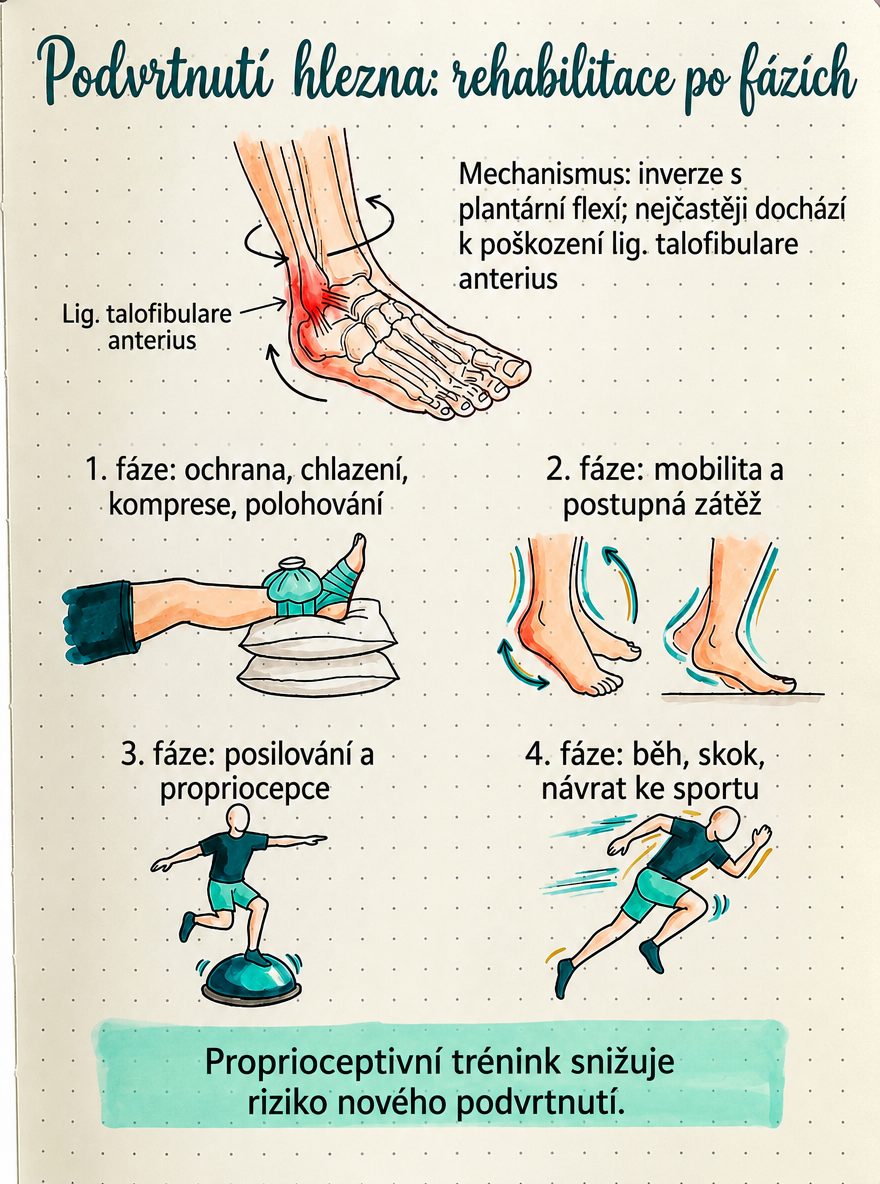 Podvrtnutí hlezna: rehabilitace po fázích
Mechanismus: inverze s
plantární flexí; nejčastěji dochází
k poškození lig. talofibulare
anterius
Lig. talofibulare
anterius
1. fáze: ochrana, chlazení,
komprese, polohování
2. fáze: mobilita a
postupná zátěž
3. fáze: posilování a
propriocepce
4. fáze: běh, skok,
návrat ke sportu
Proprioceptivní trénink snižuje
riziko nového podvrtnutí.